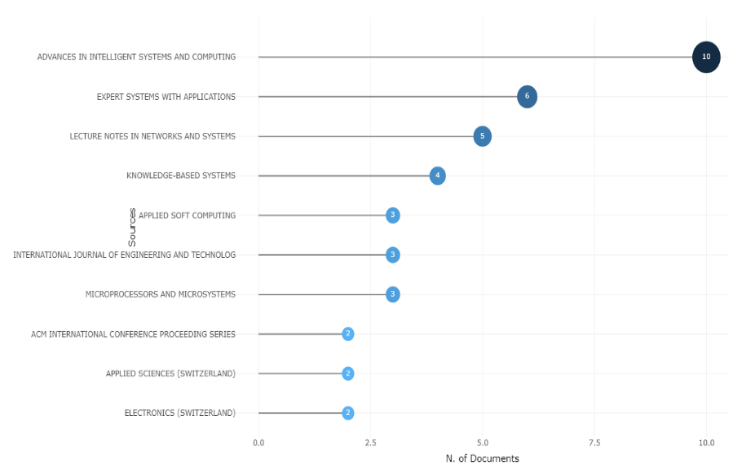 ADVANCES IN INTELLIGENT SYSTEMS AND COMPUTING
10
EXPERT SYSTEMS WITH APPLICATIONS
6
LECTURE NOTES IN NETWORKS AND SYSTEMS
5
KNOWLEDGE-BASED SYSTEMS
4
Sources
APPLIED SOFT COMPUTING
3
INTERNATIONAL JOURNAL OF ENGINEERING AND TECHNOLOG
3
MICROPROCESSORS AND MICROSYSTEMS
3
ACM INTERNATIONAL CONFERENCE PROCEEDING SERIES
2
APPLIED SCIENCES (SWITZERLAND)
2
ELECTRONICS (SWITZERLAND)
2
0.0 2.5 5.0 7.5 10.0
N. of Documents